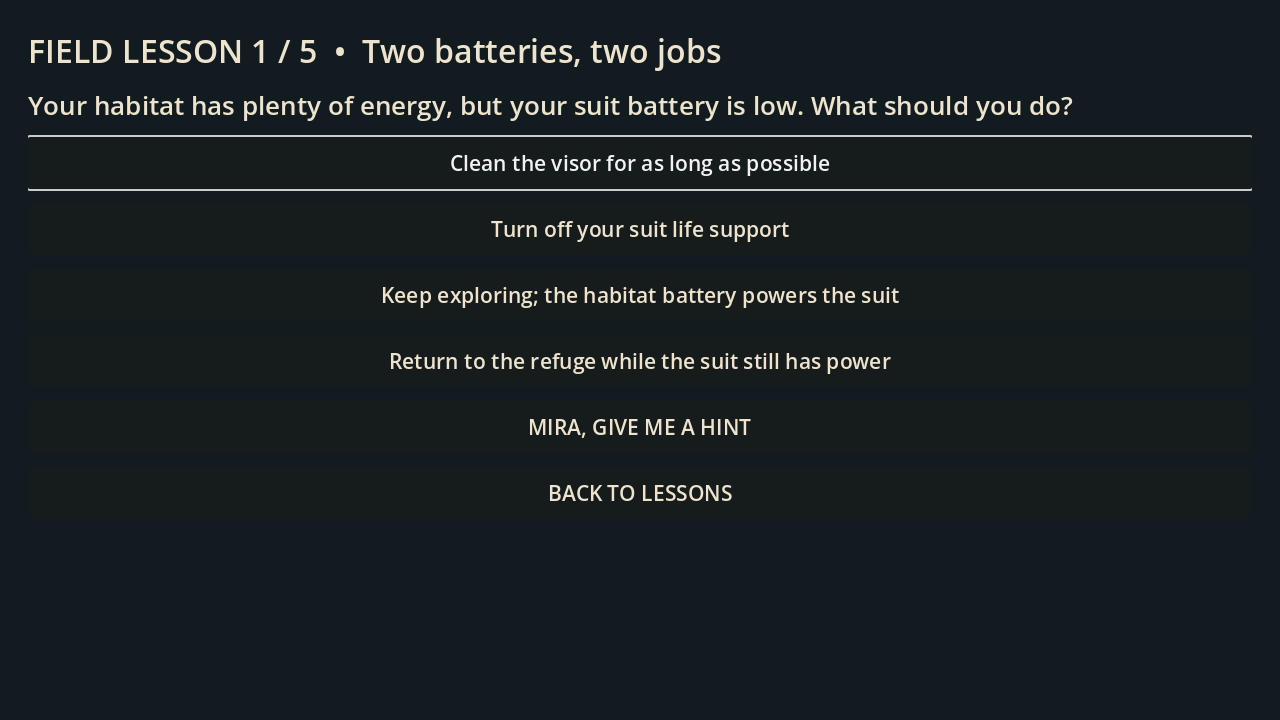 FIELD LESSON 1 / 5 • Two batteries, two jobs
Your habitat has plenty of energy, but your suit battery is low. What should you do?
Clean the visor for as long as possible
Turn off your suit life support
Keep exploring; the habitat battery powers the suit
Return to the refuge while the suit still has power
MIRA, GIVE ME A HINT
BACK TO LESSONS